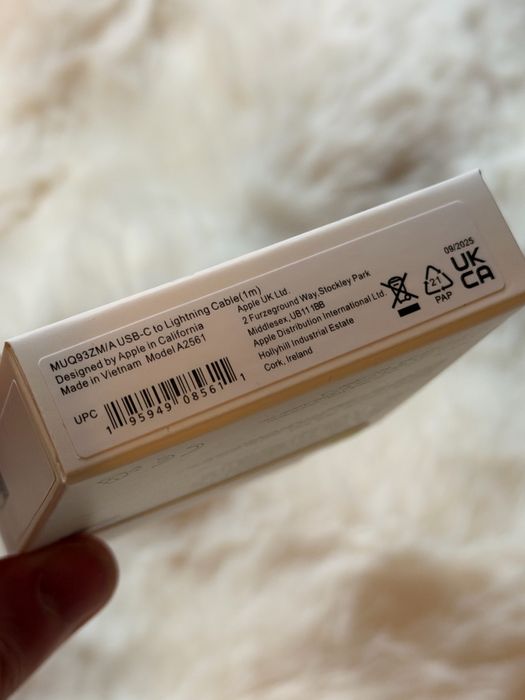 MUQ93ZM/A USB-C to Lightning Cable(1m)
Designed by Apple in California
Made in Vietnam Model A2561
UPC
1 95949 08561 1
Apple UK Ltd.
2 Furzeground Way,Stockley Park
Middlesex,UB11 1BB
Apple Distribution International Ltd.
Hollyhill Industrial Estate
Cork, Ireland
21
PAP
09/2025
UK
CA